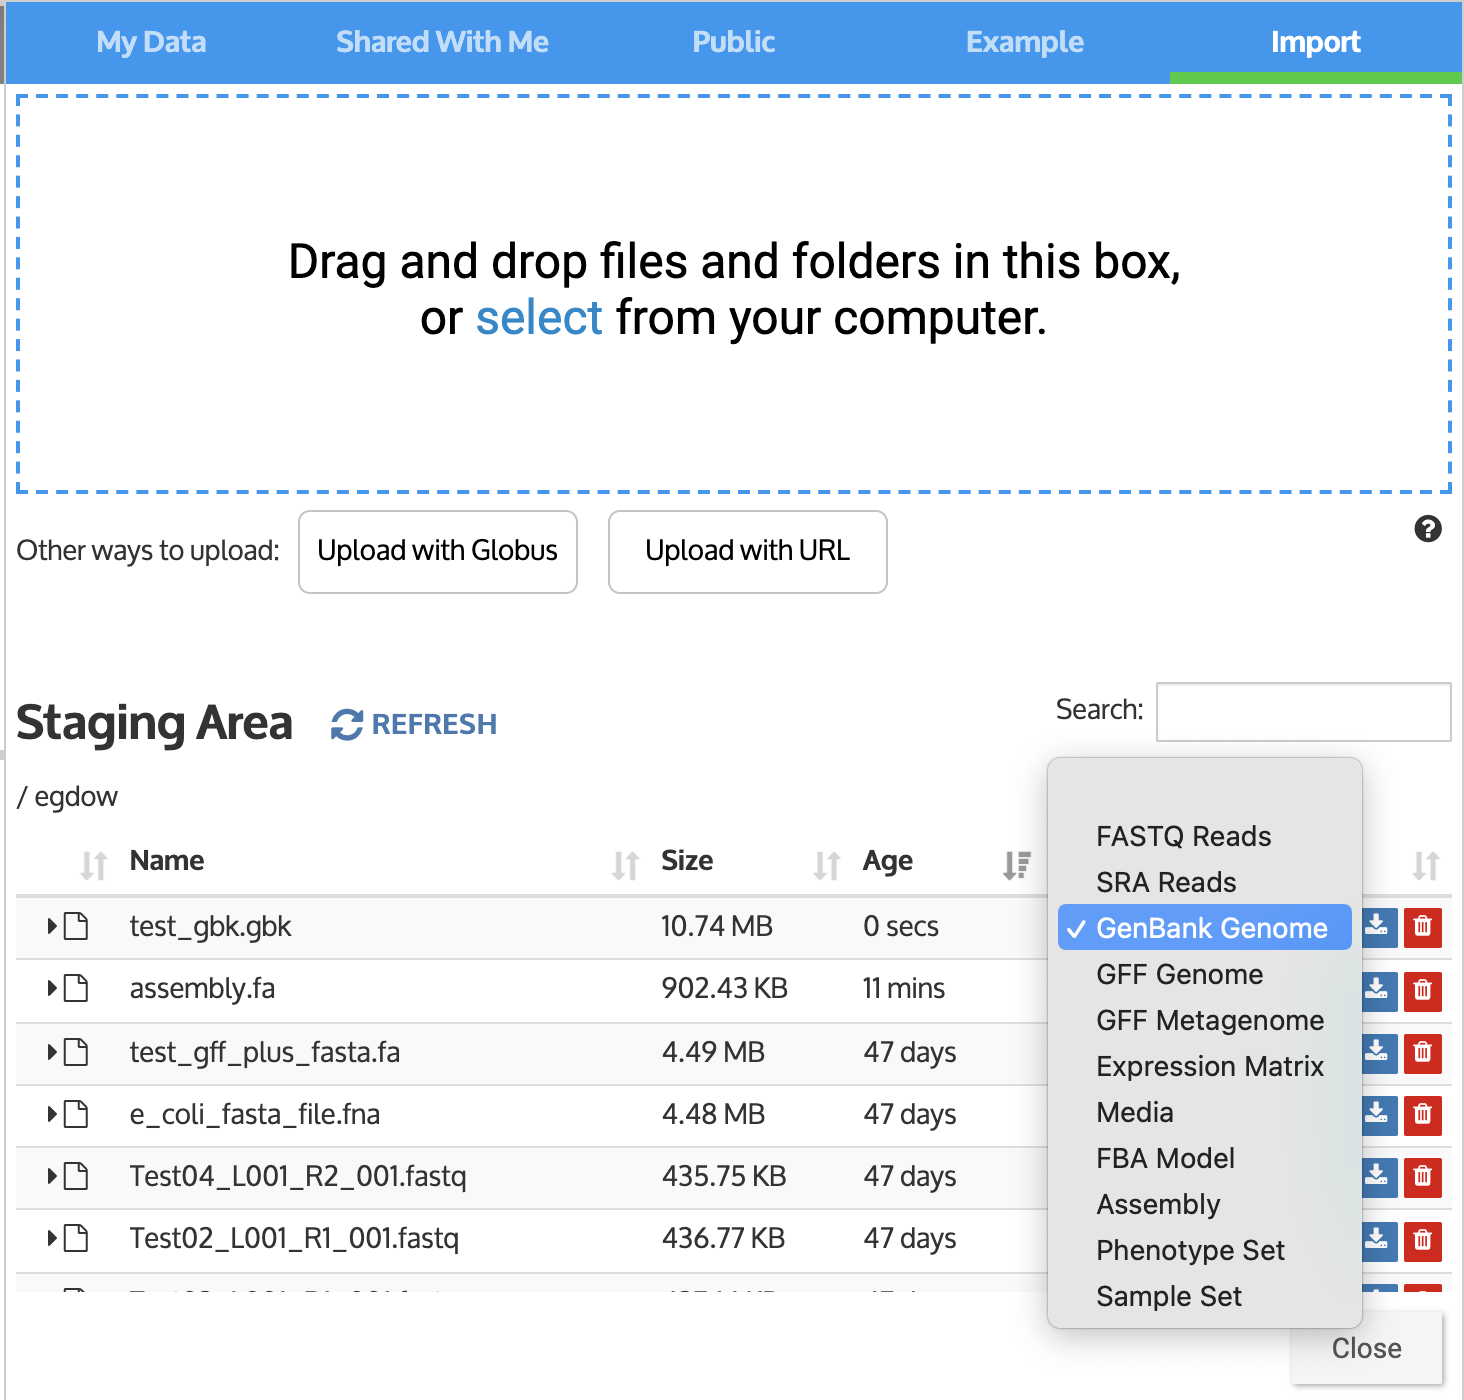 My Data Shared With Me Public Example Import
Drag and drop files and folders in this box,
or select from your computer.
Other ways to upload: Upload with Globus Upload with URL
Staging Area REFRESH Search:
/ egdow
Name Size Age
FASTQ Reads
SRA Reads
test_gbk.gbk 10.74 MB 0 secs ✓ GenBank Genome
GFF Genome
assembly.fa 902.43 KB 11 mins
GFF Metagenome
test_gff_plus_fasta.fa 4.49 MB 47 days
Expression Matrix
e_coli_fasta_file.fna 4.48 MB 47 days Media
FBA Model
Test04_L001_R2_001.fastq 435.75 KB 47 days
Assembly
Test02_L001_R1_001.fastq 436.77 KB 47 days
Phenotype Set
Sample Set
Close